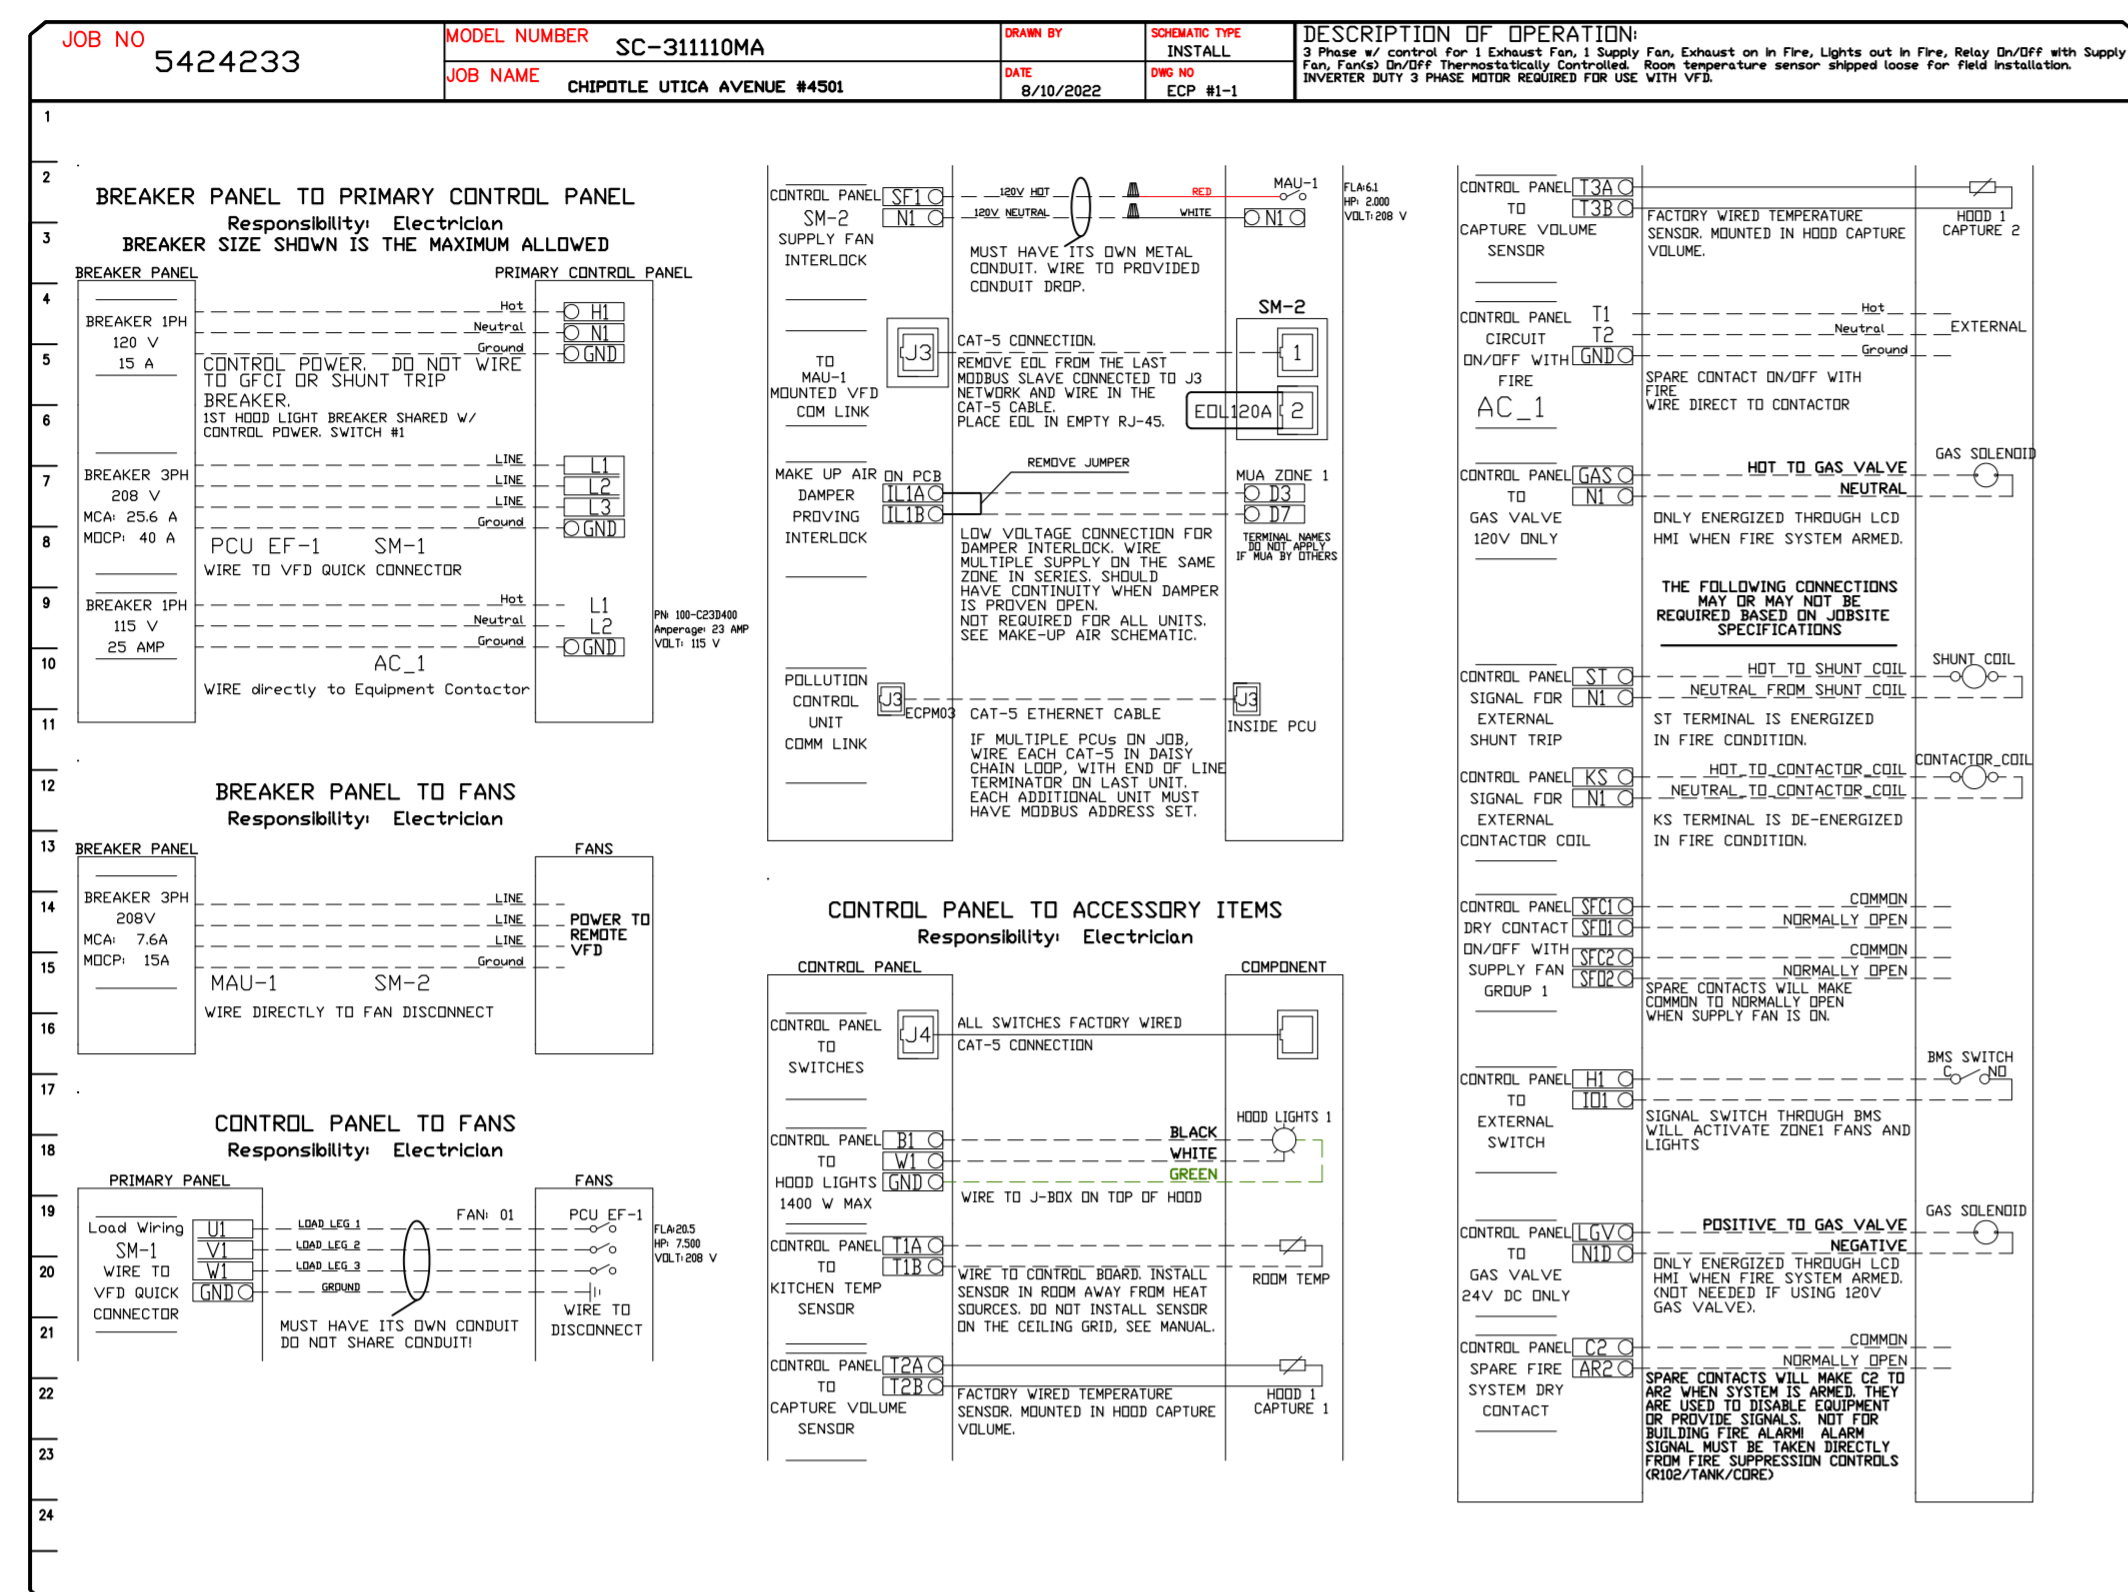 JOB NO 5424233
MODEL NUMBER SC-311110MA
JOB NAME CHIPOTLE UTICA AVENUE #4501
DRAWN BY
DATE
8/10/2022
SCHEMATIC TYPE
INSTALL
DWG NO
ECP #1-1
DESCRIPTION OF OPERATION:
3 Phase w/ control for 1 Exhaust Fan, 1 Supply Fan, Exhaust on in Fire, Lights out in Fire, Relay On/Off with Supply
Fan, Fan(s) On/Off Thermostatically Controlled. Room temperature sensor shipped loose for field installation.
INVERTER DUTY 3 PHASE MOTOR REQUIRED FOR USE WITH VFD.
1
2
3
4
5
6
7
8
9
10
11
12
13
14
15
16
17
18
19
20
21
22
23
24
BREAKER PANEL TO PRIMARY CONTROL PANEL
Responsibility: Electrician
BREAKER SIZE SHOWN IS THE MAXIMUM ALLOWED
BREAKER PANEL
PRIMARY CONTROL PANEL
BREAKER 1PH
120 V
15 A
Hot
H1
Neutral
N1
Ground
GND
CONTROL POWER. DO NOT WIRE
TO GFCI OR SHUNT TRIP
BREAKER.
1ST HOOD LIGHT BREAKER SHARED W/
CONTROL POWER. SWITCH #1
BREAKER 3PH
208 V
MCA: 25.6 A
MOCP: 40 A
LINE
L1
LINE
L2
LINE
L3
Ground
GND
PCU EF-1 SM-1
WIRE TO VFD QUICK CONNECTOR
BREAKER 1PH
115 V
25 AMP
Hot
L1
Neutral
L2
Ground
GND
PN: 100-C23D400
Amperage: 23 AMP
VOLT: 115 V
AC_1
WIRE directly to Equipment Contactor
BREAKER PANEL TO FANS
Responsibility: Electrician
BREAKER PANEL
FANS
BREAKER 3PH
208V
MCA: 7.6A
MOCP: 15A
LINE
LINE
LINE
Ground
POWER TO
REMOTE
VFD
MAU-1 SM-2
WIRE DIRECTLY TO FAN DISCONNECT
CONTROL PANEL TO FANS
Responsibility: Electrician
PRIMARY PANEL
FANS
Load Wiring
SM-1
WIRE TO
VFD QUICK
CONNECTOR
U1
V1
W1
GND
LOAD LEG 1
LOAD LEG 2
LOAD LEG 3
GROUND
FAN: 01
PCU EF-1
FLA:20.5
HP: 7.500
VOLT:208 V
WIRE TO
DISCONNECT
MUST HAVE ITS OWN CONDUIT
DO NOT SHARE CONDUIT!
CONTROL PANEL
SM-2
SUPPLY FAN
INTERLOCK
SF1
N1
120V HOT
120V NEUTRAL
RED
WHITE
MAU-1
N1
FLA:6.1
HP: 2.000
VOLT:208 V
MUST HAVE ITS OWN METAL
CONDUIT. WIRE TO PROVIDED
CONDUIT DROP.
SM-2
TO
MAU-1
MOUNTED VFD
COM LINK
J3
1
EOL120A
2
CAT-5 CONNECTION.
REMOVE EOL FROM THE LAST
MODBUS SLAVE CONNECTED TO J3
NETWORK AND WIRE IN THE
CAT-5 CABLE.
PLACE EOL IN EMPTY RJ-45.
MAKE UP AIR
DAMPER
PROVING
INTERLOCK
ON PCB
IL1A
IL1B
REMOVE JUMPER
MUA ZONE 1
D3
D7
TERMINAL NAMES
DO NOT APPLY
IF MUA BY OTHERS
LOW VOLTAGE CONNECTION FOR
DAMPER INTERLOCK. WIRE
MULTIPLE SUPPLY ON THE SAME
ZONE IN SERIES. SHOULD
HAVE CONTINUITY WHEN DAMPER
IS PROVEN OPEN.
NOT REQUIRED FOR ALL UNITS.
SEE MAKE-UP AIR SCHEMATIC.
POLLUTION
CONTROL
UNIT
COMM LINK
J3
ECPM03
J3
INSIDE PCU
CAT-5 ETHERNET CABLE
IF MULTIPLE PCUs ON JOB,
WIRE EACH CAT-5 IN DAISY
CHAIN LOOP, WITH END OF LINE
TERMINATOR ON LAST UNIT.
EACH ADDITIONAL UNIT MUST
HAVE MODBUS ADDRESS SET.
CONTROL PANEL TO ACCESSORY ITEMS
Responsibility: Electrician
CONTROL PANEL
COMPONENT
CONTROL PANEL
TO
SWITCHES
J4
ALL SWITCHES FACTORY WIRED
CAT-5 CONNECTION
CONTROL PANEL
TO
HOOD LIGHTS
1400 W MAX
B1
W1
GND
BLACK
WHITE
GREEN
HOOD LIGHTS 1
WIRE TO J-BOX ON TOP OF HOOD
CONTROL PANEL
TO
KITCHEN TEMP
SENSOR
T1A
T1B
ROOM TEMP
WIRE TO CONTROL BOARD. INSTALL
SENSOR IN ROOM AWAY FROM HEAT
SOURCES. DO NOT INSTALL SENSOR
ON THE CEILING GRID, SEE MANUAL.
CONTROL PANEL
TO
CAPTURE VOLUME
SENSOR
T2A
T2B
HOOD 1
CAPTURE 1
FACTORY WIRED TEMPERATURE
SENSOR. MOUNTED IN HOOD CAPTURE
VOLUME.
CONTROL PANEL
TO
CAPTURE VOLUME
SENSOR
T3A
T3B
HOOD 1
CAPTURE 2
FACTORY WIRED TEMPERATURE
SENSOR. MOUNTED IN HOOD CAPTURE
VOLUME.
CONTROL PANEL
CIRCUIT
ON/OFF WITH
FIRE
AC_1
T1
T2
GND
Hot
Neutral
Ground
EXTERNAL
SPARE CONTACT ON/OFF WITH
FIRE
WIRE DIRECT TO CONTACTOR
CONTROL PANEL
TO
GAS VALVE
120V ONLY
GAS
N1
HOT TO GAS VALVE
NEUTRAL
GAS SOLENOID
ONLY ENERGIZED THROUGH LCD
HMI WHEN FIRE SYSTEM ARMED.
THE FOLLOWING CONNECTIONS
MAY OR MAY NOT BE
REQUIRED BASED ON JOBSITE
SPECIFICATIONS
CONTROL PANEL
SIGNAL FOR
EXTERNAL
SHUNT TRIP
ST
N1
HOT TO SHUNT COIL
NEUTRAL FROM SHUNT COIL
SHUNT COIL
ST TERMINAL IS ENERGIZED
IN FIRE CONDITION.
CONTROL PANEL
SIGNAL FOR
EXTERNAL
CONTACTOR COIL
KS
N1
HOT_TO_CONTACTOR_COIL
NEUTRAL_TO_CONTACTOR_COIL
CONTACTOR_COIL
KS TERMINAL IS DE-ENERGIZED
IN FIRE CONDITION.
CONTROL PANEL
DRY CONTACT
ON/OFF WITH
SUPPLY FAN
GROUP 1
SFC1
SFO1
SFC2
SFO2
COMMON
NORMALLY OPEN
COMMON
NORMALLY OPEN
SPARE CONTACTS WILL MAKE
COMMON TO NORMALLY OPEN
WHEN SUPPLY FAN IS ON.
CONTROL PANEL
TO
EXTERNAL
SWITCH
H1
IO1
BMS SWITCH
C
NO
SIGNAL SWITCH THROUGH BMS
WILL ACTIVATE ZONE1 FANS AND
LIGHTS
CONTROL PANEL
TO
GAS VALVE
24V DC ONLY
LGV
N1D
POSITIVE TO GAS VALVE
NEGATIVE
GAS SOLENOID
ONLY ENERGIZED THROUGH LCD
HMI WHEN FIRE SYSTEM ARMED.
(NOT NEEDED IF USING 120V
GAS VALVE).
CONTROL PANEL
SPARE FIRE
SYSTEM DRY
CONTACT
C2
AR2
COMMON
NORMALLY OPEN
SPARE CONTACTS WILL MAKE C2 TO
AR2 WHEN SYSTEM IS ARMED. THEY
ARE USED TO DISABLE EQUIPMENT
OR PROVIDE SIGNALS. NOT FOR
BUILDING FIRE ALARM! ALARM
SIGNAL MUST BE TAKEN DIRECTLY
FROM FIRE SUPPRESSION CONTROLS
(R102/TANK/CORE)